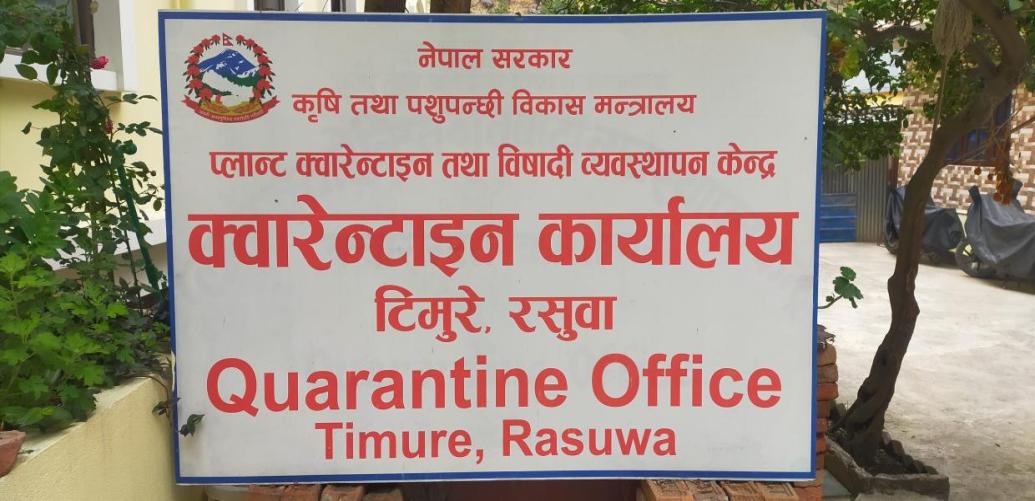 नेपाल सरकार
कृषि तथा पशुपन्छी विकास मन्त्रालय
प्लान्ट क्वारेन्टाइन तथा विषादी व्यवस्थापन केन्द्र
क्वारेन्टाइन कार्यालय
टिमुरे, रसुवा
Quarantine Office
Timure, Rasuwa